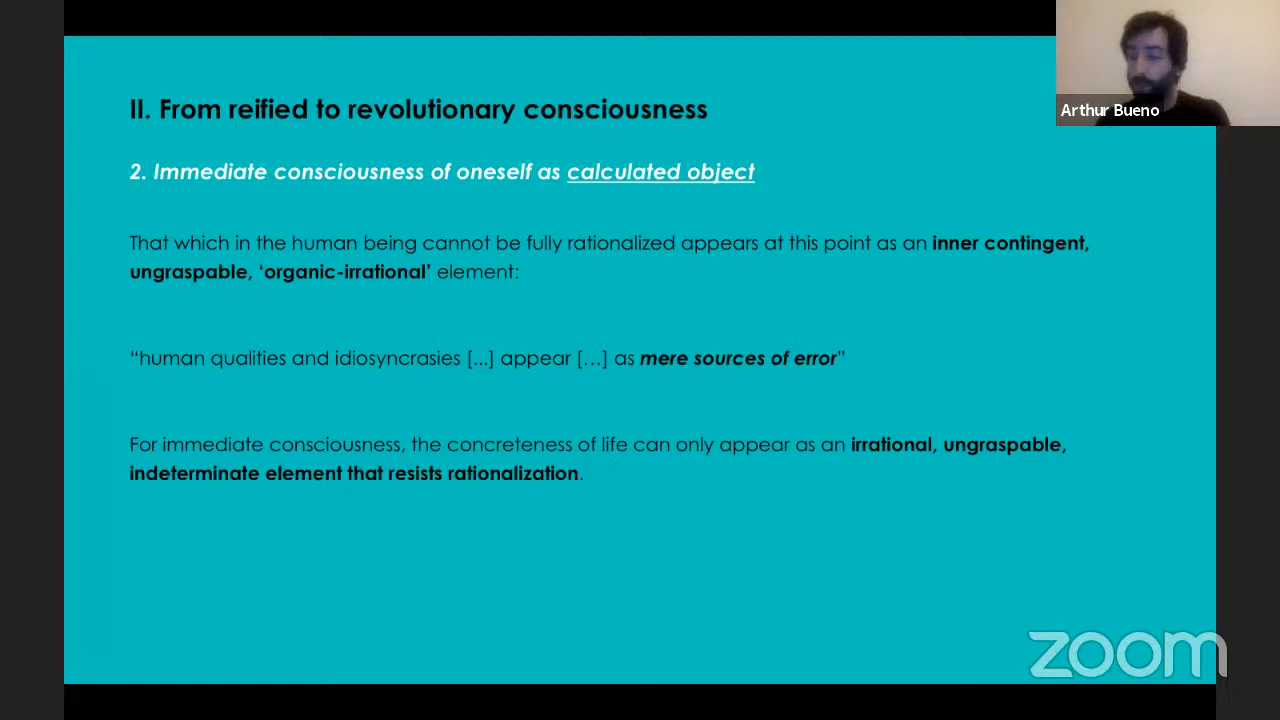 II. From reified to revolutionary consciousness
Arthur Bueno
2. Immediate consciousness of oneself as calculated object
That which in the human being cannot be fully rationalized appears at this point as an inner contingent,
ungraspable, ‘organic-irrational’ element:
“human qualities and idiosyncrasies [...] appear […] as mere sources of error”
For immediate consciousness, the concreteness of life can only appear as an irrational, ungraspable,
indeterminate element that resists rationalization.
zoom